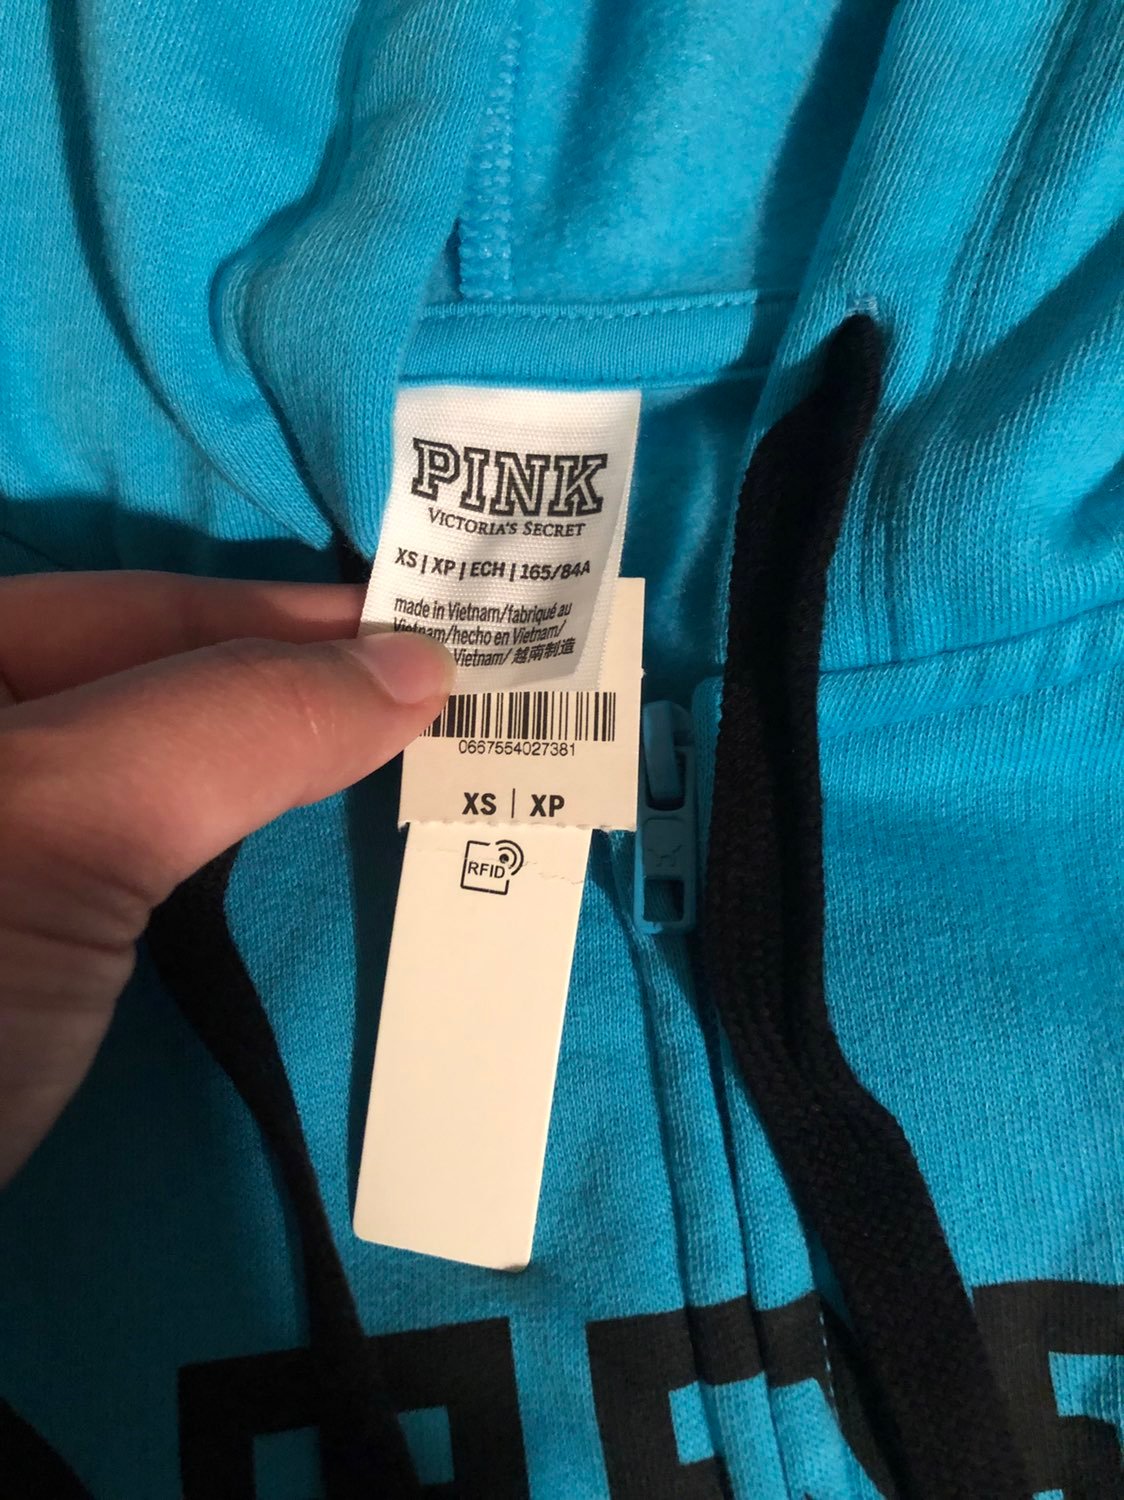 PINK
VICTORIA'S SECRET
XS | XP | ECH | 165/84A
made in Vietnam/fabriqué au
Vietnam/hecho en Vietnam/
Vietnam/ 越南制造
0667554027381
XS | XP
RFID